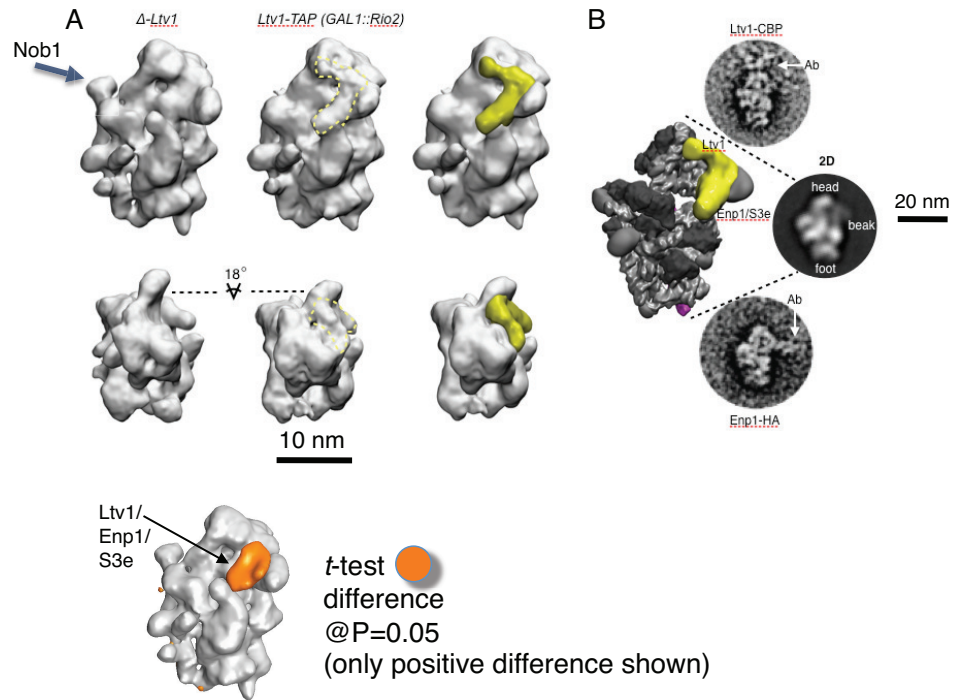 A
Δ-Ltv1
Ltv1-TAP (GAL1::Rio2)
Nob1
18°
10 nm
B
Ltv1-CBP
Ab
Ltv1
2D
head
Enp1/S3e
beak
foot
20 nm
Ab
Enp1-HA
Ltv1/
Enp1/
S3e
t-test
difference
@P=0.05
(only positive difference shown)